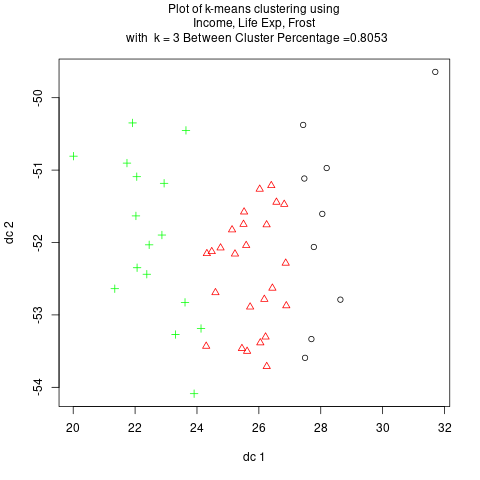 Plot of k-means clustering using
Income, Life Exp, Frost
with k = 3 Between Cluster Percentage =0.8053
-50
-51
-52
-53
-54
dc 2
20 22 24 26 28 30 32
dc 1